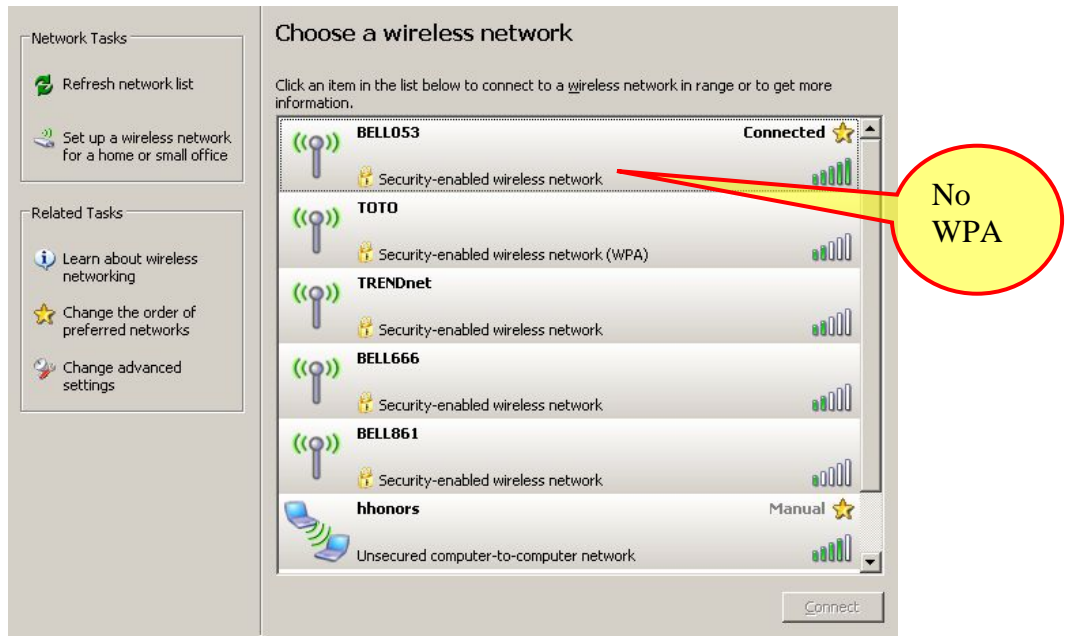 Network Tasks
Refresh network list
Set up a wireless network
for a home or small office
Related Tasks
Learn about wireless
networking
Change the order of
preferred networks
Change advanced
settings
Choose a wireless network
Click an item in the list below to connect to a wireless network in range or to get more
information.
BELL053 Connected
Security-enabled wireless network
TOTO
Security-enabled wireless network (WPA)
TRENDnet
Security-enabled wireless network
BELL666
Security-enabled wireless network
BELL861
Security-enabled wireless network
hhonors Manual
Unsecured computer-to-computer network
Connect
No
WPA